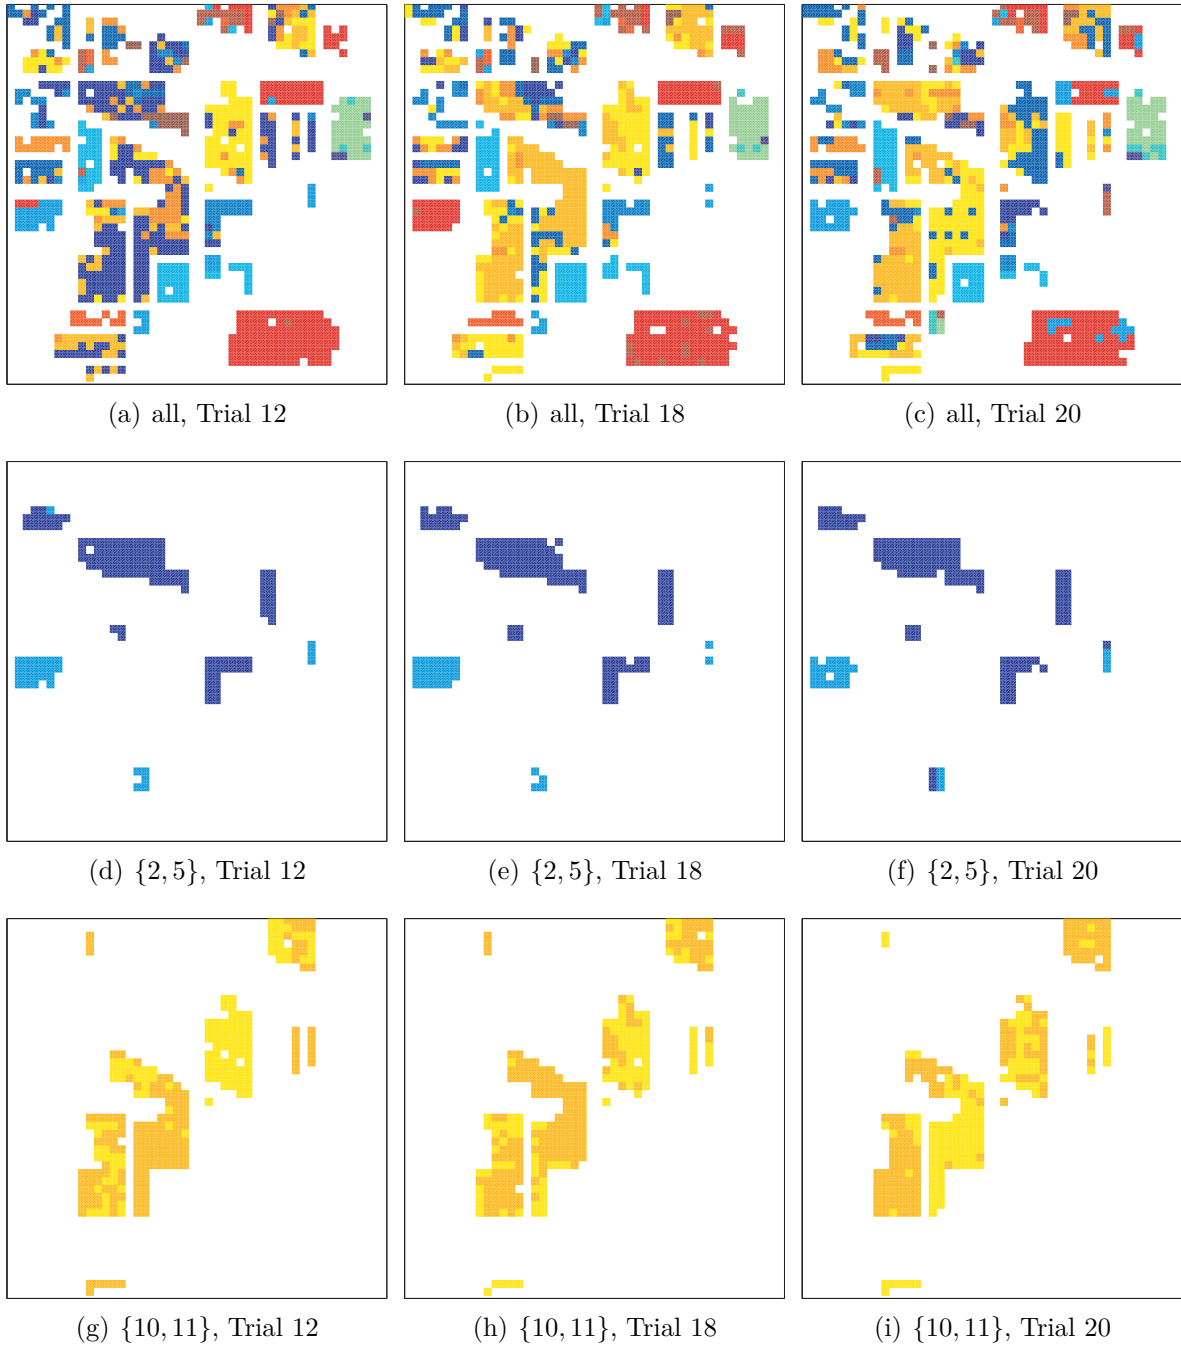 (a) all, Trial 12
(b) all, Trial 18
(c) all, Trial 20
(d) {2, 5}, Trial 12
(e) {2, 5}, Trial 18
(f) {2, 5}, Trial 20
(g) {10, 11}, Trial 12
(h) {10, 11}, Trial 18
(i) {10, 11}, Trial 20